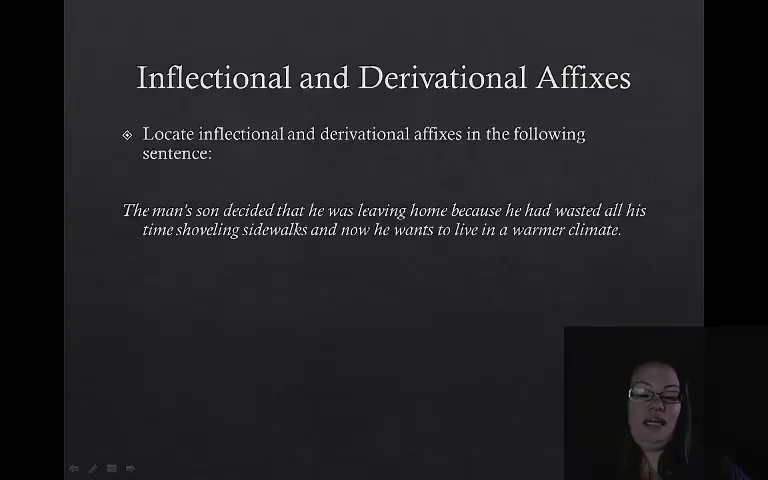 Inflectional and Derivational Affixes
Locate inflectional and derivational affixes in the following
sentence:
The man's son decided that he was leaving home because he had wasted all his
time shoveling sidewalks and now he wants to live in a warmer climate.